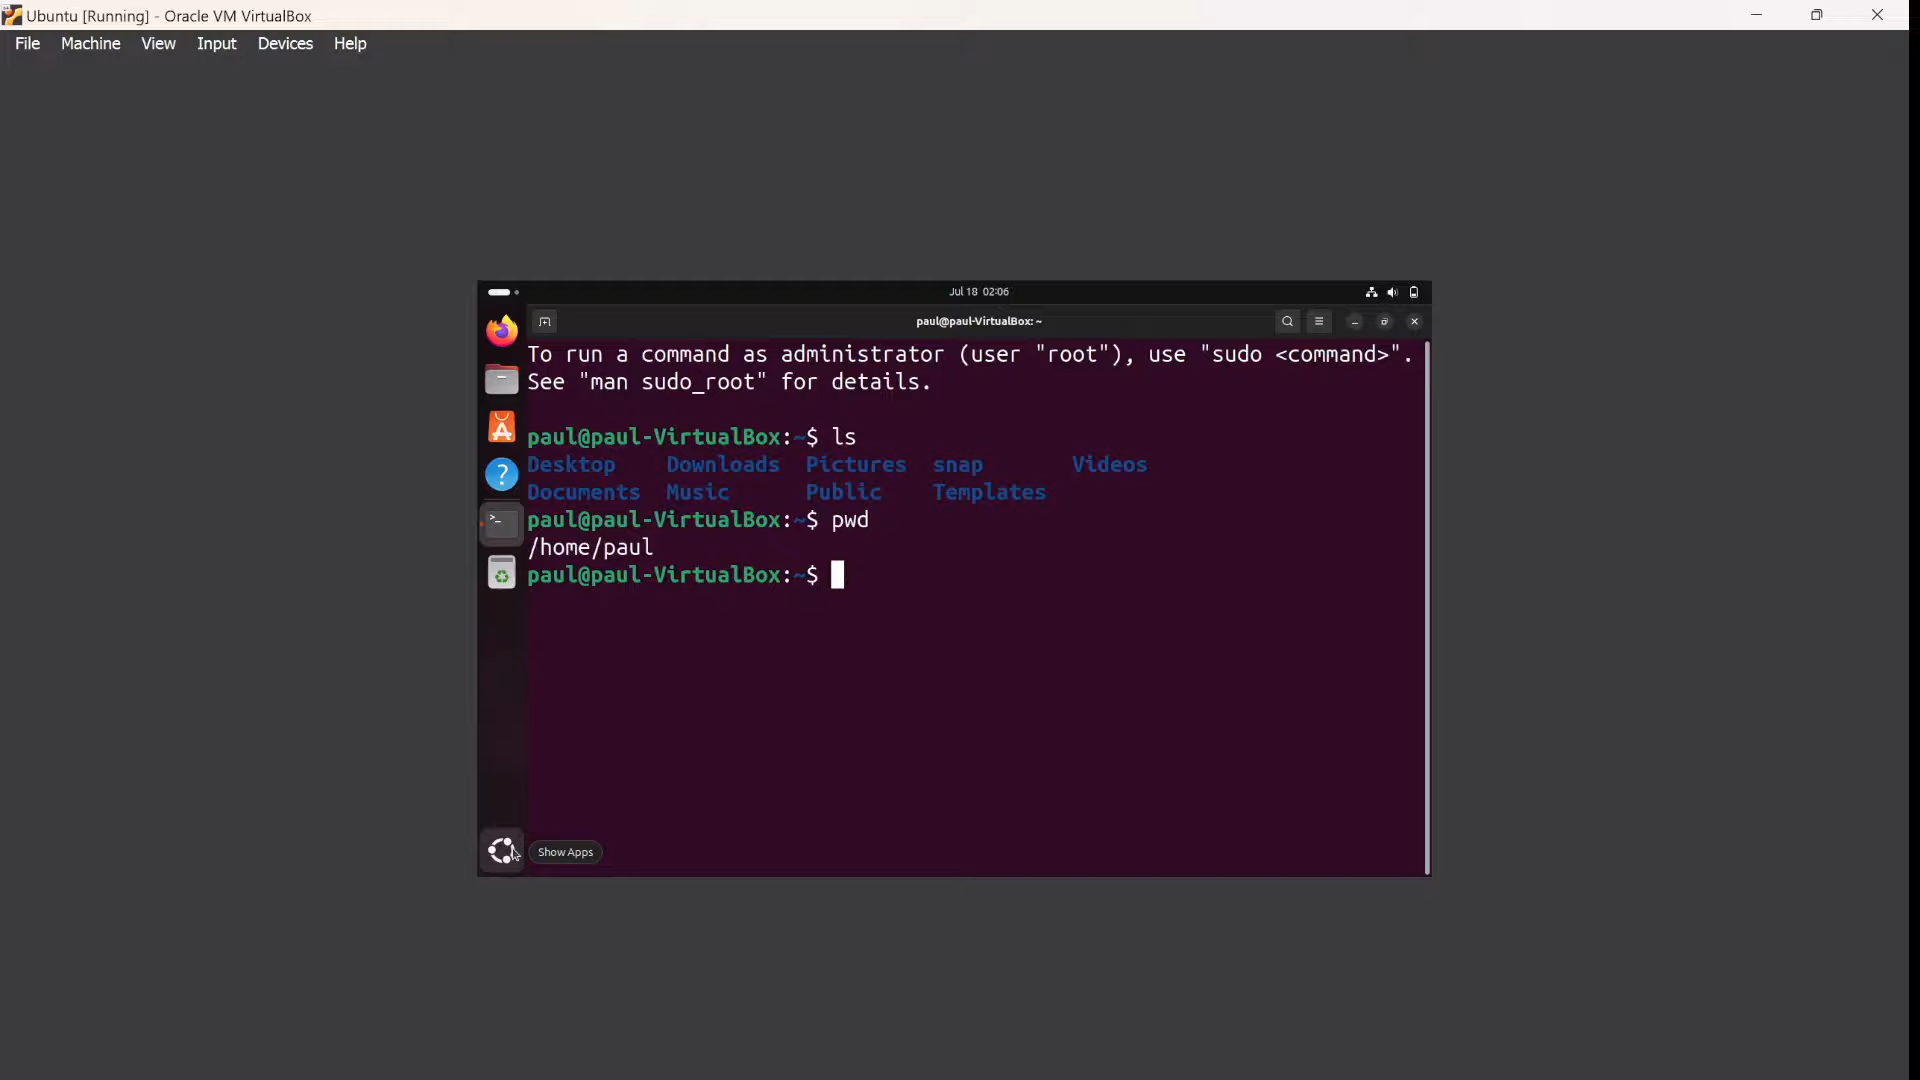 Ubuntu [Running] - Oracle VM VirtualBox
File Machine View Input Devices Help
Jul 18 02:06
paul@paul-VirtualBox: ~
To run a command as administrator (user "root"), use "sudo <command>".
See "man sudo_root" for details.
paul@paul-VirtualBox:~$ ls
Desktop Downloads Pictures snap Videos
Documents Music Public Templates
paul@paul-VirtualBox:~$ pwd
/home/paul
paul@paul-VirtualBox:~$
Show Apps